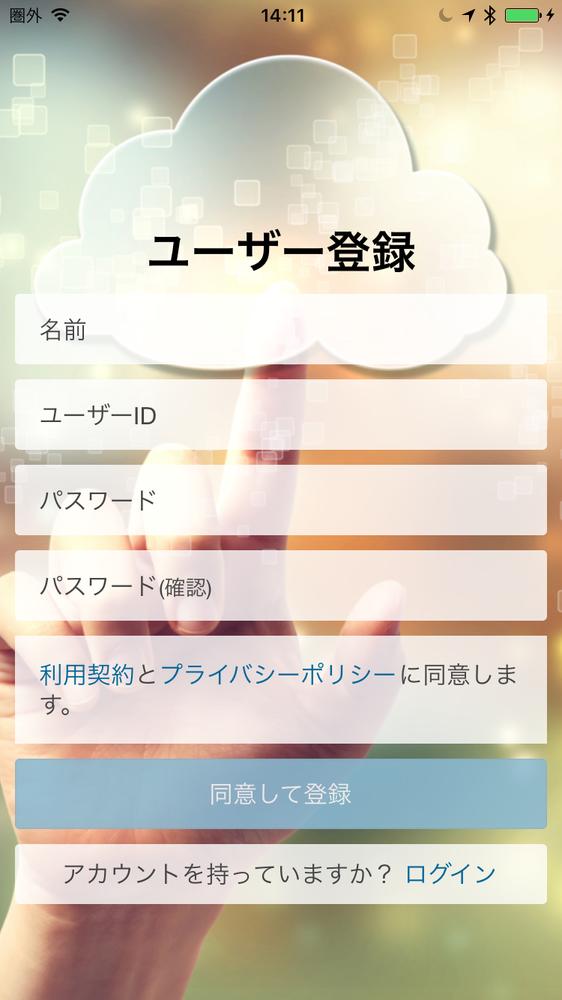 圏外 14:11
ユーザー登録
名前
ユーザーID
パスワード
パスワード(確認)
利用契約とプライバシーポリシーに同意しま
す。
同意して登録
アカウントを持っていますか？ ログイン